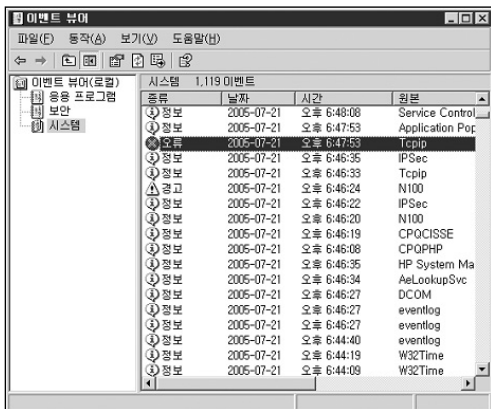 이벤트 뷰어
파일(F) 동작(A) 보기(V) 도움말(H)
이벤트 뷰어(로컬)
응용 프로그램
보안
시스템
시스템 1,119 이벤트
종류 날짜 시간 원본
정보 2005-07-21 오후 6:48:08 Service Control
정보 2005-07-21 오후 6:47:53 Application Pop
오류 2005-07-21 오후 6:47:53 Tcpip
정보 2005-07-21 오후 6:46:35 IPSec
정보 2005-07-21 오후 6:46:33 Tcpip
경고 2005-07-21 오후 6:46:24 N100
정보 2005-07-21 오후 6:46:22 IPSec
정보 2005-07-21 오후 6:46:20 N100
정보 2005-07-21 오후 6:46:19 CPQCISSE
정보 2005-07-21 오후 6:46:08 CPQPHP
정보 2005-07-21 오후 6:46:35 HP System Ma
정보 2005-07-21 오후 6:46:34 AeLookupSvc
정보 2005-07-21 오후 6:46:27 DCOM
정보 2005-07-21 오후 6:46:27 eventlog
정보 2005-07-21 오후 6:46:27 eventlog
정보 2005-07-21 오후 6:44:40 eventlog
정보 2005-07-21 오후 6:44:19 W32Time
정보 2005-07-21 오후 6:44:09 W32Time